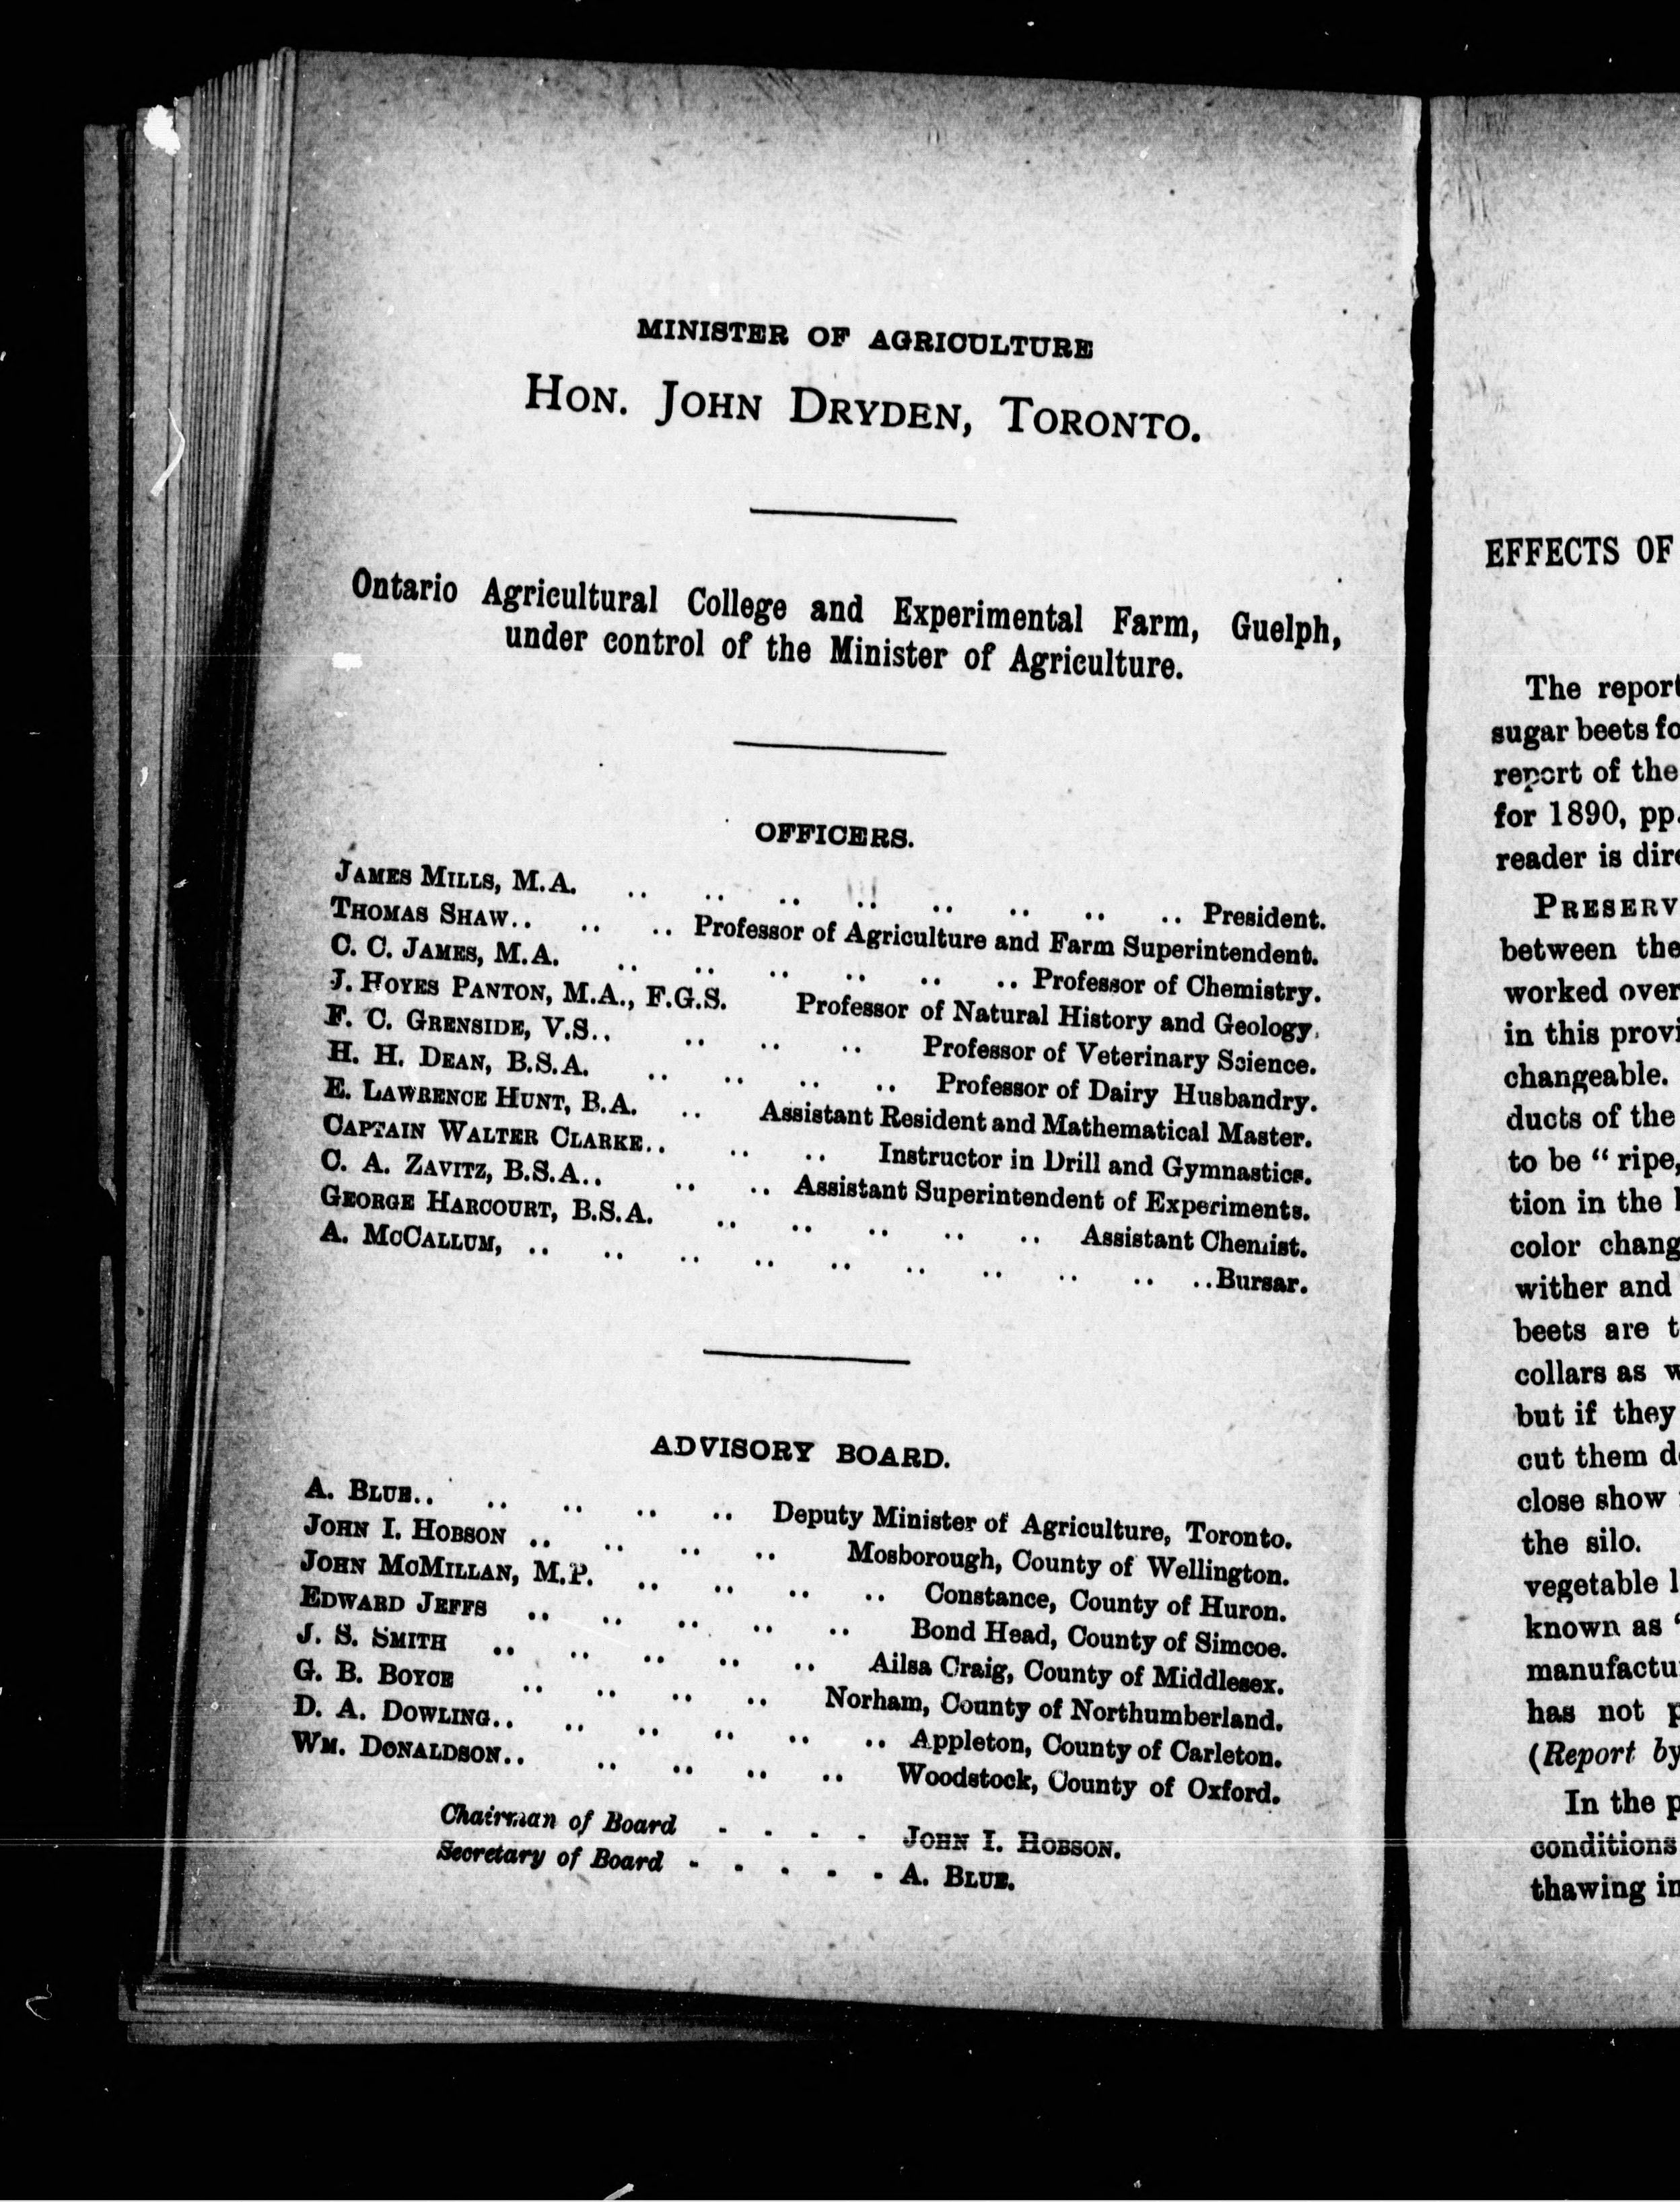 MINISTER OF AGRICULTURE
HON. JOHN DRYDEN, TORONTO.
Ontario Agricultural College and Experimental Farm, Guelph,
under control of the Minister of Agriculture.
OFFICERS.
JAMES MILLS, M.A. .. .. .. .. .. .. .. .. President.
THOMAS SHAW.. .. .. Professor of Agriculture and Farm Superintendent.
C. C. JAMES, M.A. .. .. .. .. .. .. Professor of Chemistry.
J. HOYES PANTON, M.A., F.G.S. Professor of Natural History and Geology.
F. C. GRENSIDE, V.S.. .. .. .. Professor of Veterinary Science.
H. H. DEAN, B.S.A. .. .. .. .. Professor of Dairy Husbandry.
E. LAWRENCE HUNT, B.A. .. Assistant Resident and Mathematical Master.
CAPTAIN WALTER CLARKE.. .. .. Instructor in Drill and Gymnastics.
C. A. ZAVITZ, B.S.A.. .. .. Assistant Superintendent of Experiments.
GEORGE HARCOURT, B.S.A. .. .. .. .. .. Assistant Chemist.
A. MCCALLUM, .. .. .. .. .. .. .. .. .. ..Bursar.
ADVISORY BOARD.
A. BLUE.. .. .. .. .. Deputy Minister of Agriculture, Toronto.
JOHN I. HOBSON .. .. .. .. Mosborough, County of Wellington.
JOHN MCMILLAN, M.P. .. .. .. .. Constance, County of Huron.
EDWARD JEFFS .. .. .. .. .. Bond Head, County of Simcoe.
J. S. SMITH .. .. .. .. .. Ailsa Craig, County of Middlesex.
G. B. BOYCE .. .. .. .. Norham, County of Northumberland.
D. A. DOWLING.. .. .. .. .. .. Appleton, County of Carleton.
WM. DONALDSON.. .. .. .. .. Woodstock, County of Oxford.
Chairman of Board - - - - JOHN I. HOBSON.
Secretary of Board - - - - - A. BLUE.
EFFECTS OF
The report
sugar beets fo
report of the
for 1890, pp.
reader is dire
PRESERV
between the
worked over
in this provi
changeable.
ducts of the
to be " ripe,
tion in the
color chang
wither and
beets are t
collars as w
but if they
cut them d
close show
the silo.
vegetable l
known as "
manufactu
has not p
(Report by
In the p
conditions
thawing in